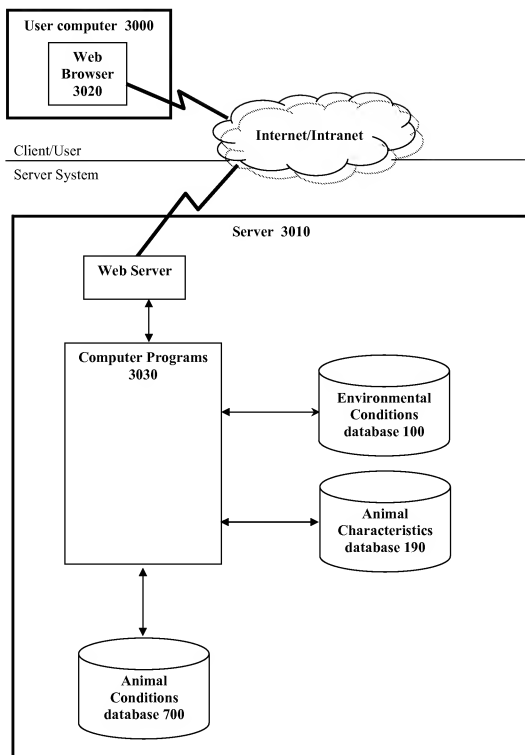 User computer 3000
Web
Browser
3020
Internet/Intranet
Client/User
Server System
Server 3010
Web Server
Computer Programs
3030
Environmental
Conditions
database 100
Animal
Characteristics
database 190
Animal
Conditions
database 700